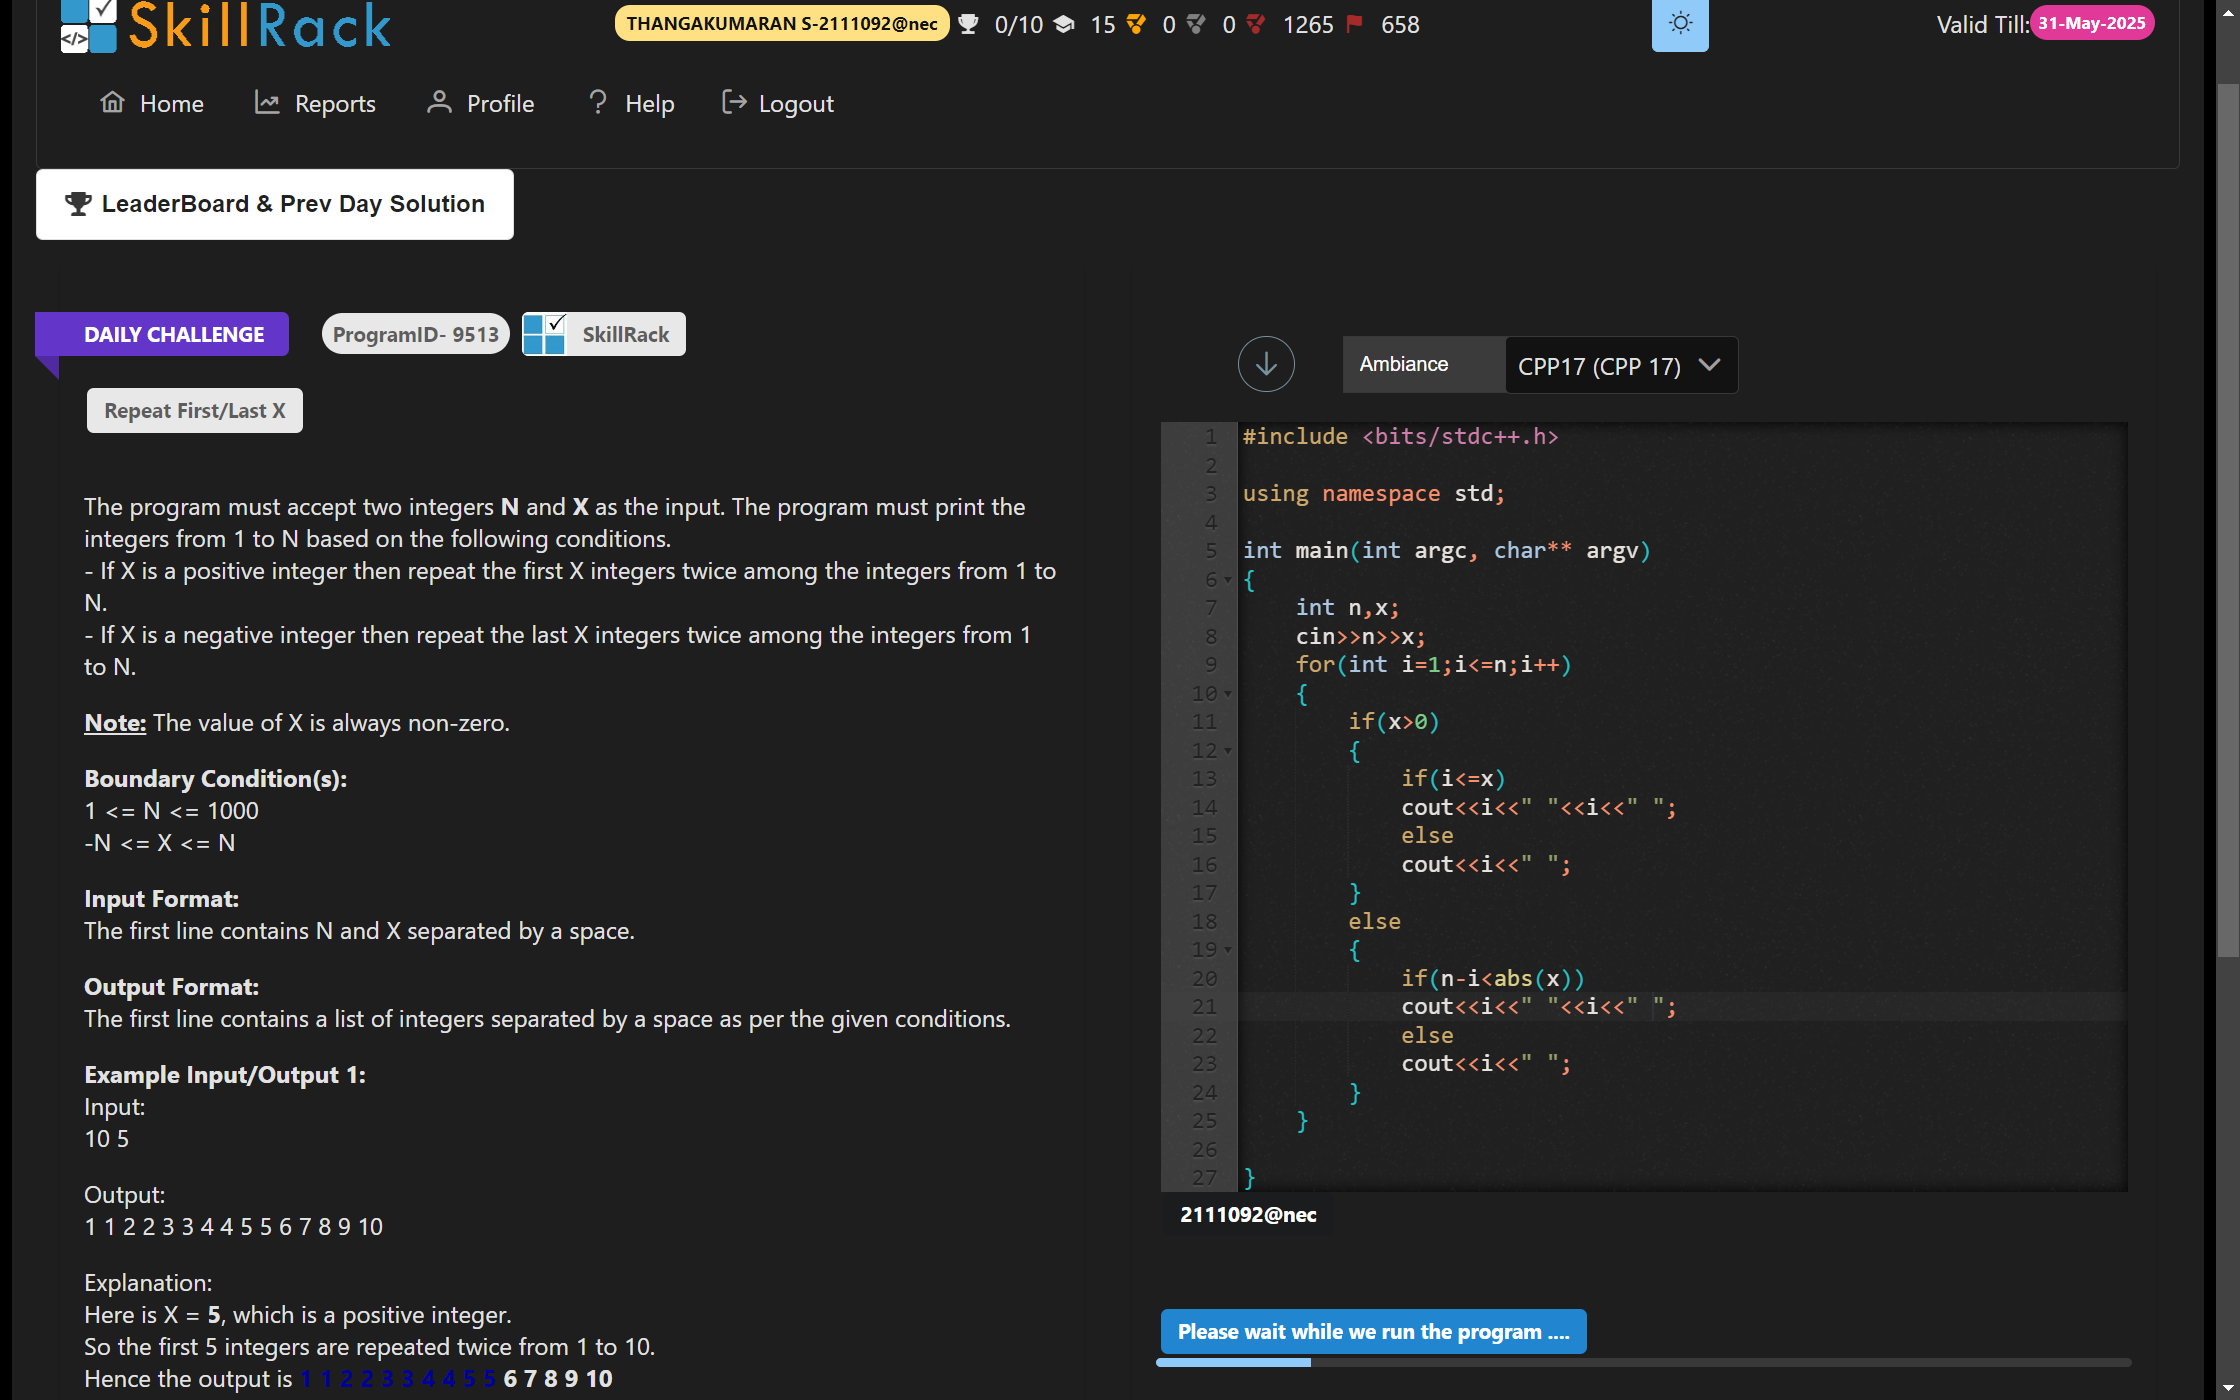 SkillRack
THANGAKUMARAN S-2111092@nec 0/10 15 0 0 1265 658
Valid Till: 31-May-2025
Home Reports Profile Help Logout
LeaderBoard & Prev Day Solution
DAILY CHALLENGE ProgramID- 9513 SkillRack
Repeat First/Last X
The program must accept two integers N and X as the input. The program must print the
integers from 1 to N based on the following conditions.
- If X is a positive integer then repeat the first X integers twice among the integers from 1 to
N.
- If X is a negative integer then repeat the last X integers twice among the integers from 1
to N.
Note: The value of X is always non-zero.
Boundary Condition(s):
1 <= N <= 1000
-N <= X <= N
Input Format:
The first line contains N and X separated by a space.
Output Format:
The first line contains a list of integers separated by a space as per the given conditions.
Example Input/Output 1:
Input:
10 5
Output:
1 1 2 2 3 3 4 4 5 5 6 7 8 9 10
Explanation:
Here is X = 5, which is a positive integer.
So the first 5 integers are repeated twice from 1 to 10.
Hence the output is 1 1 2 2 3 3 4 4 5 5 6 7 8 9 10
Ambiance CPP17 (CPP 17)
1 #include <bits/stdc++.h>
2
3 using namespace std;
4
5 int main(int argc, char** argv)
6 {
7 int n,x;
8 cin>>n>>x;
9 for(int i=1;i<=n;i++)
10 {
11 if(x>0)
12 {
13 if(i<=x)
14 cout<<i<<" "<<i<<" ";
15 else
16 cout<<i<<" ";
17 }
18 else
19 {
20 if(n-i<abs(x))
21 cout<<i<<" "<<i<<" ";
22 else
23 cout<<i<<" ";
24 }
25 }
26
27 }
2111092@nec
Please wait while we run the program ....